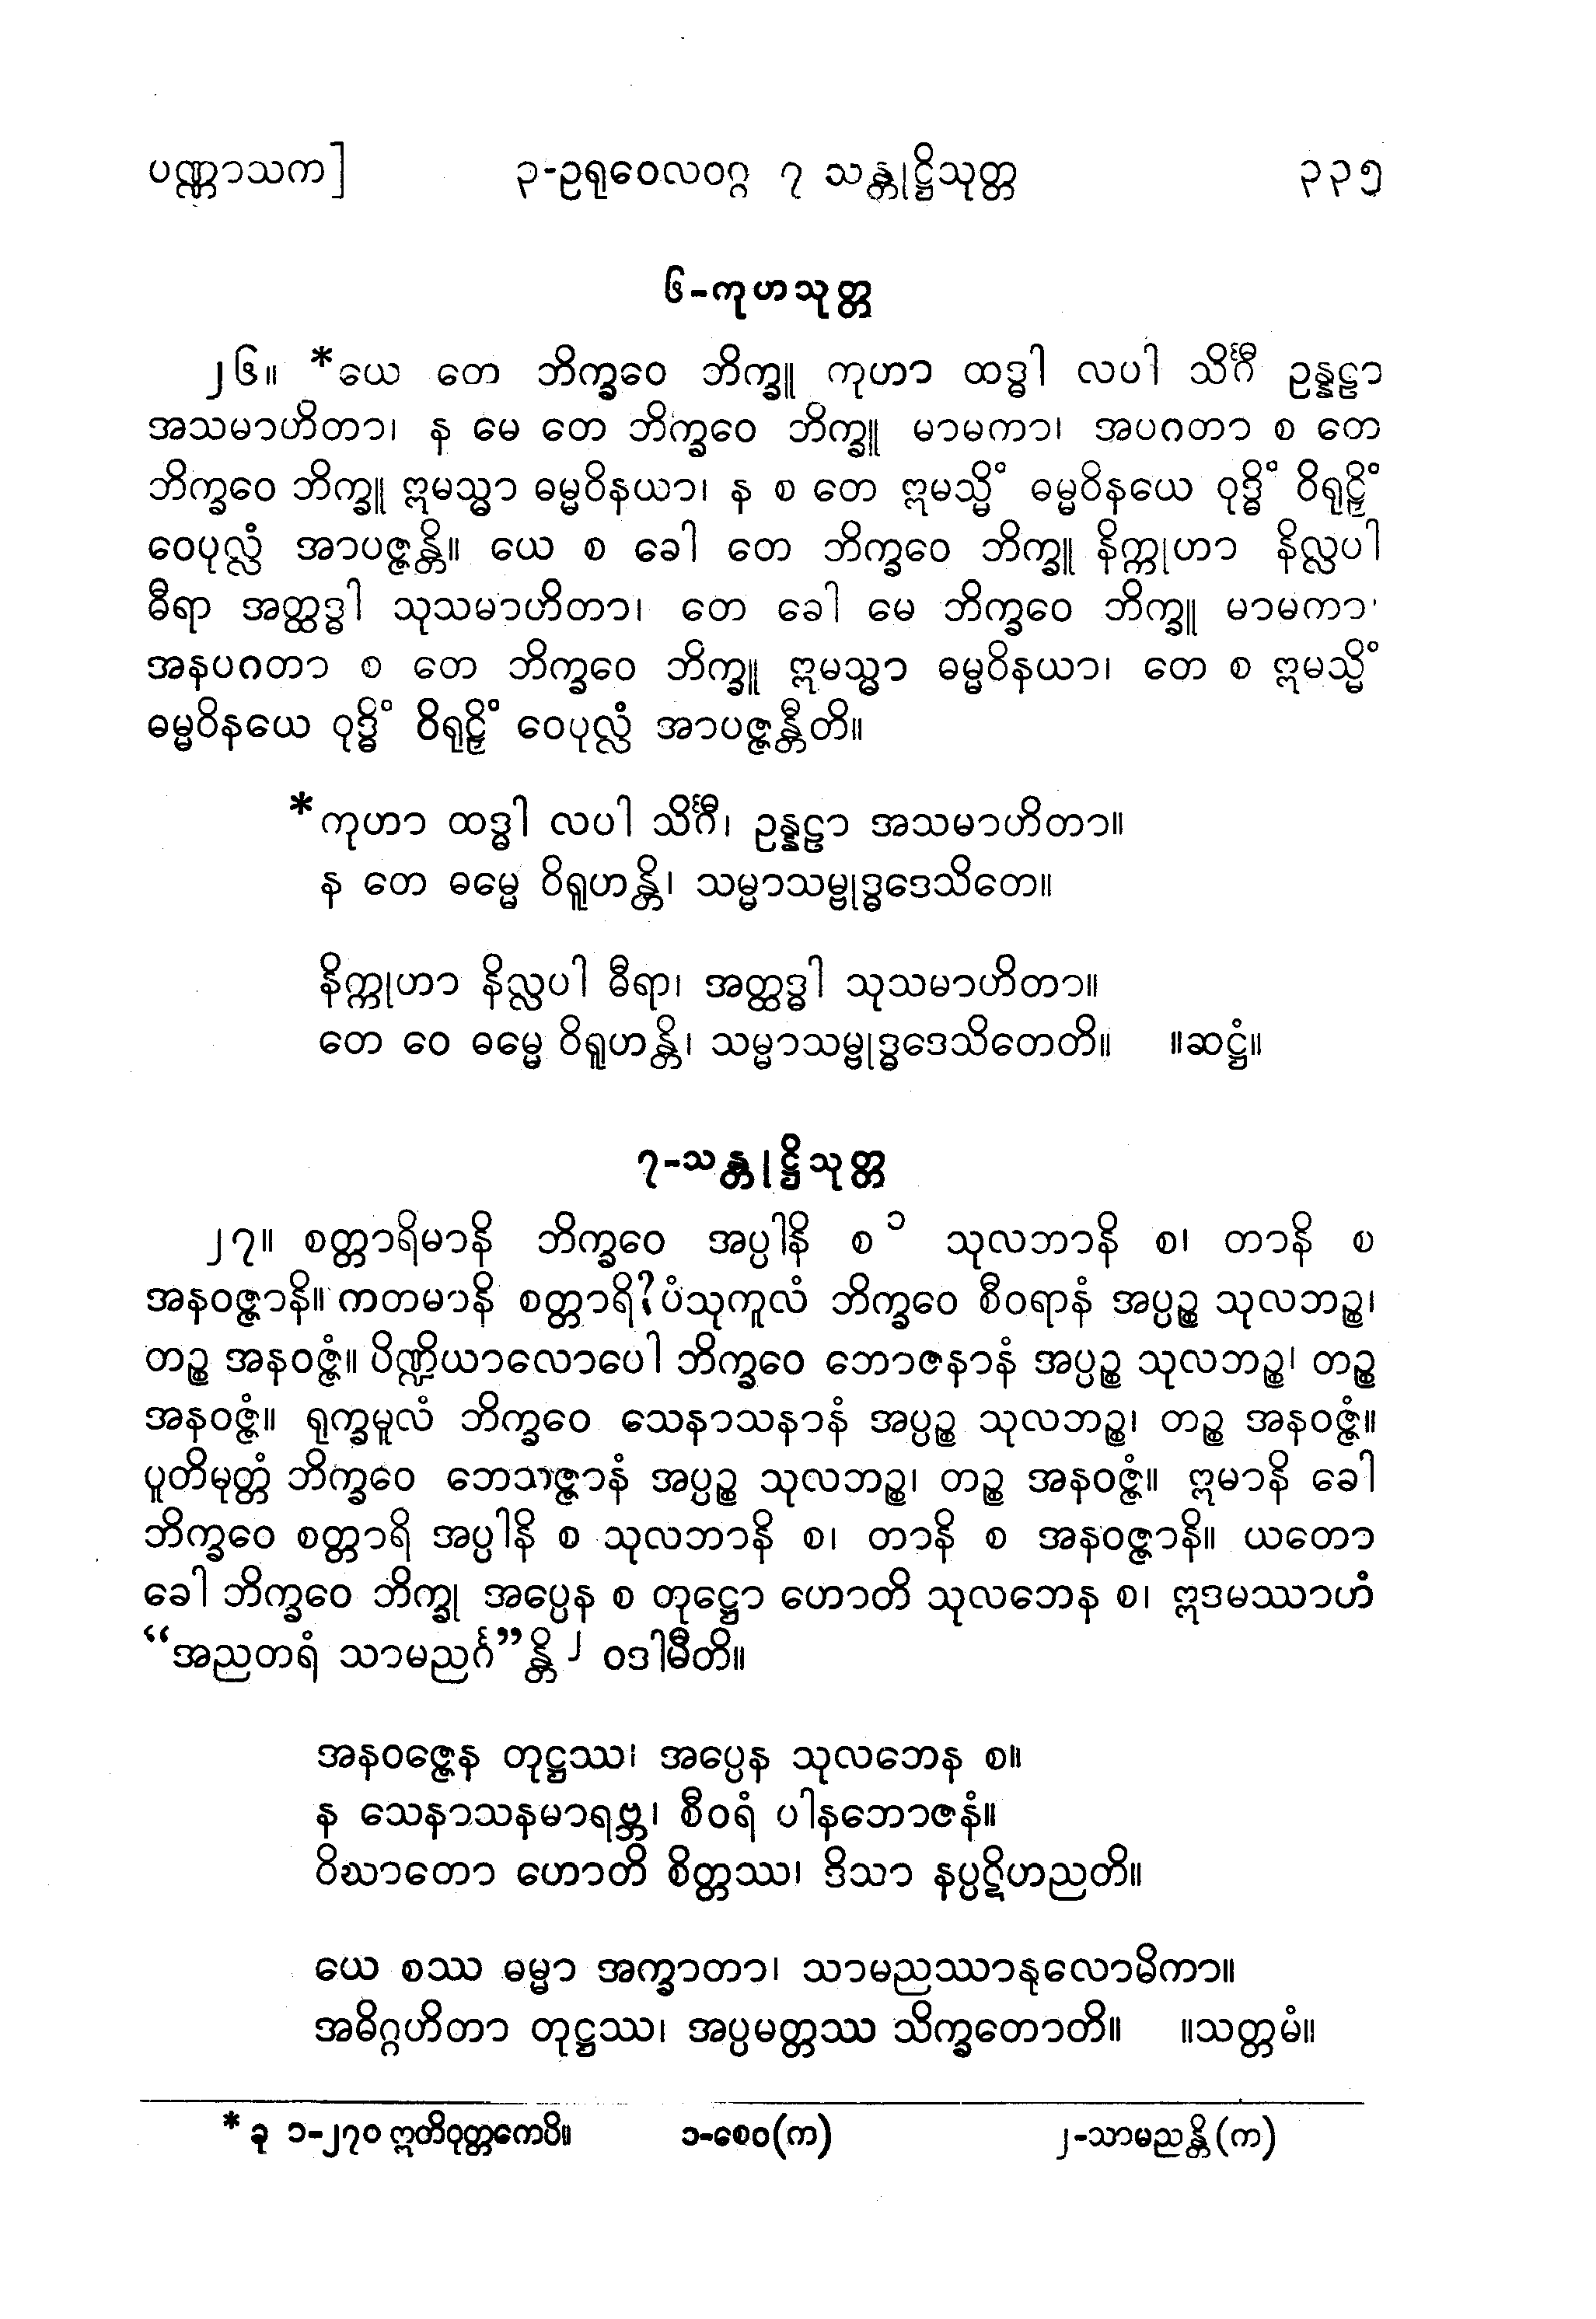 ပဏ္ဏာသက] ၃-ဥရုဝေလဝဂ္ဂ ၇ သန္တုဋ္ဌိသုတ္တ ၃၃၅
၆-ကုဟသုတ္တ
၂၆။ *ယေ တေ ဘိက္ခဝေ ဘိက္ခူ ကုဟာ ထဒ္ဓါ လပါ သိင်္ဂီ ဥန္နဠာ
အသမာဟိတာ၊ န မေ တေ ဘိက္ခဝေ ဘိက္ခူ မာမကာ၊ အပဂတာ စ တေ
ဘိက္ခဝေ ဘိက္ခူ ဣမသ္မာ ဓမ္မဝိနယာ၊ န စ တေ ဣမသ္မိံ ဓမ္မဝိနယေ ဝုဒ္ဓိံ ဝိရုဠှိံ
ဝေပုလ္လံ အာပဇ္ဇန္တိ။ ယေ စ ခေါ တေ ဘိက္ခဝေ ဘိက္ခူ နိက္ကုဟာ နိလ္လပါ
ဓီရာ အတ္ထဒ္ဓါ သုသမာဟိတာ၊ တေ ခေါ မေ ဘိက္ခဝေ ဘိက္ခူ မာမကာ၊
အနပဂတာ စ တေ ဘိက္ခဝေ ဘိက္ခူ ဣမသ္မာ ဓမ္မဝိနယာ၊ တေ စ ဣမသ္မိံ
ဓမ္မဝိနယေ ဝုဒ္ဓိံ ဝိရုဠှိံ ဝေပုလ္လံ အာပဇ္ဇန္တီတိ။
*ကုဟာ ထဒ္ဓါ လပါ သိင်္ဂီ၊ ဥန္နဠာ အသမာဟိတာ။
န တေ ဓမ္မေ ဝိရူဟန္တိ၊ သမ္မာသမ္ဗုဒ္ဓဒေသိတေ။
နိက္ကုဟာ နိလ္လပါ ဓီရာ၊ အတ္ထဒ္ဓါ သုသမာဟိတာ။
တေ ဝေ ဓမ္မေ ဝိရူဟန္တိ၊ သမ္မာသမ္ဗုဒ္ဓဒေသိတေတိ။ ။ဆဋ္ဌံ။
၇-သန္တုဋ္ဌိသုတ္တ
၂၇။ စတ္တာရိမာနိ ဘိက္ခဝေ အပ္ပါနိ စ ၁ သုလဘာနိ စ၊ တာနိ စ
အနဝဇ္ဇာနိ။ ကတမာနိ စတ္တာရိ? ပံသုကူလံ ဘိက္ခဝေ စီဝရာနံ အပ္ပဉ္စ သုလဘဉ္စ၊
တဉ္စ အနဝဇ္ဇံ။ ပိဏ္ဍိယာလောပေါ ဘိက္ခဝေ ဘောဇနာနံ အပ္ပဉ္စ သုလဘဉ္စ၊ တဉ္စ
အနဝဇ္ဇံ။ ရုက္ခမူလံ ဘိက္ခဝေ သေနာသနာနံ အပ္ပဉ္စ သုလဘဉ္စ၊ တဉ္စ အနဝဇ္ဇံ။
ပူတိမုတ္တံ ဘိက္ခဝေ ဘေသဇ္ဇာနံ အပ္ပဉ္စ သုလဘဉ္စ၊ တဉ္စ အနဝဇ္ဇံ။ ဣမာနိ ခေါ
ဘိက္ခဝေ စတ္တာရိ အပ္ပါနိ စ သုလဘာနိ စ၊ တာနိ စ အနဝဇ္ဇာနိ။ ယတော
ခေါ ဘိက္ခဝေ ဘိက္ခု အပ္ပေန စ တုဋ္ဌော ဟောတိ သုလဘေန စ၊ ဣဒမဿာဟံ
“အညတရံ သာမညင်္ဂ”န္တိ ၂ ဝဒါမီတိ။
အနဝဇ္ဇေန တုဋ္ဌဿ၊ အပ္ပေန သုလဘေန စ။
န သေနာသနမာရဗ္ဘ၊ စီဝရံ ပါနဘောဇနံ။
ဝိဃာတော ဟောတိ စိတ္တဿ၊ ဒိသာ နပ္ပဋိဟညတိ။
ယေ စဿ ဓမ္မာ အက္ခာတာ၊ သာမညဿာနုလောမိကာ။
အဓိဂ္ဂဟိတာ တုဋ္ဌဿ၊ အပ္ပမတ္တဿ သိက္ခတောတိ။ ။သတ္တမံ။
* ခု ၁-၂၇၀ ဣတိဝုတ္တကေပိ။ ၁-စေဝ(က) ၂-သာမညန္တိ(က)